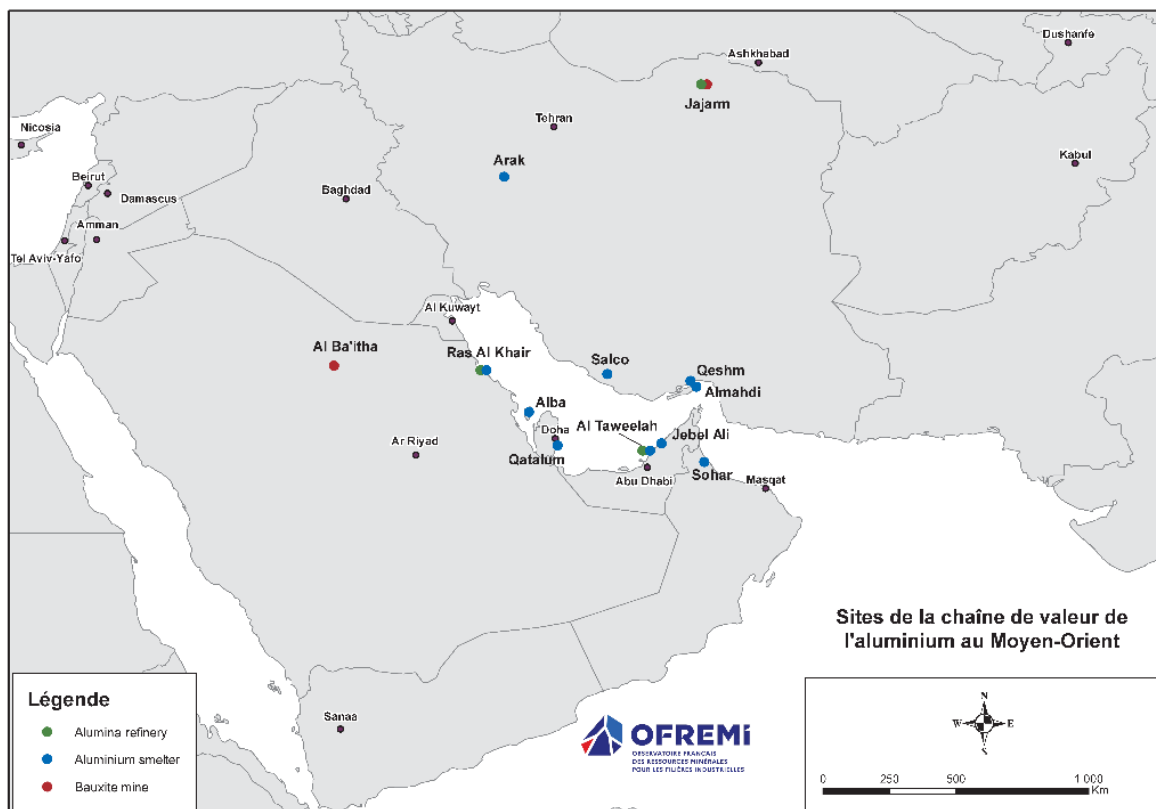 Dushanfe
Ashkhabad
Jajarm
Nicosia
Tehran
Kabul
Arak
Beirut
Damascus
Baghdad
Amman
Tel Aviv-Yafo
Al Kuwayt
Al Ba'itha
Ras Al Khair
Salco
Qeshm
Almahdi
Alba
Al Taweelah
Doha
Jebel Ali
Ar Riyad
Qatalum
Abu Dhabi
Sohar
Masqat
Sites de la chaîne de valeur de
l'aluminium au Moyen-Orient
Légende
Alumina refinery
Aluminium smelter
Bauxite mine
Sanaa
OFREMi
OBSERVATOIRE FRANÇAIS
DES RESSOURCES MINÉRALES
POUR LES FILIÈRES INDUSTRIELLES
N
W E
S
0 250 500 1 000
Km